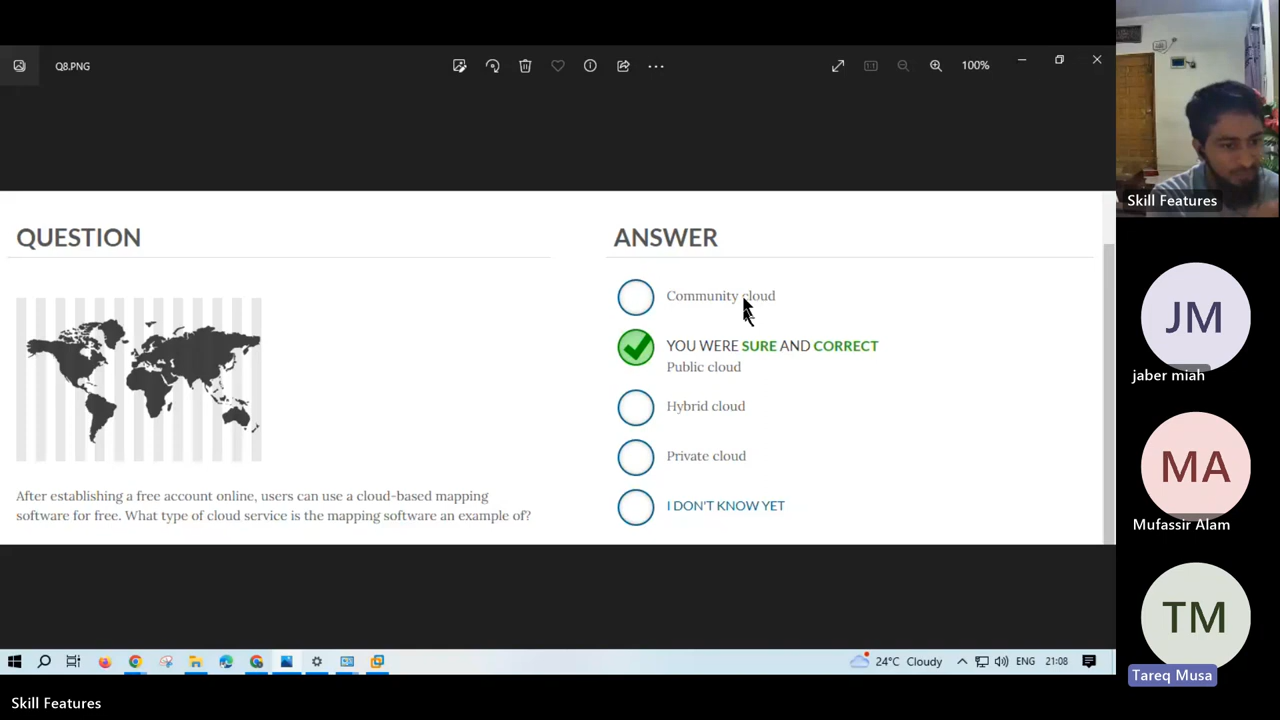 Q8.PNG
100%
QUESTION
After establishing a free account online, users can use a cloud-based mapping
software for free. What type of cloud service is the mapping software an example of?
ANSWER
Community cloud
YOU WERE SURE AND CORRECT
Public cloud
Hybrid cloud
Private cloud
I DON'T KNOW YET
Skill Features
JM
jaber miah
MA
Mufassir Alam
TM
Tareq Musa
24°C Cloudy
ENG
21:08
Skill Features